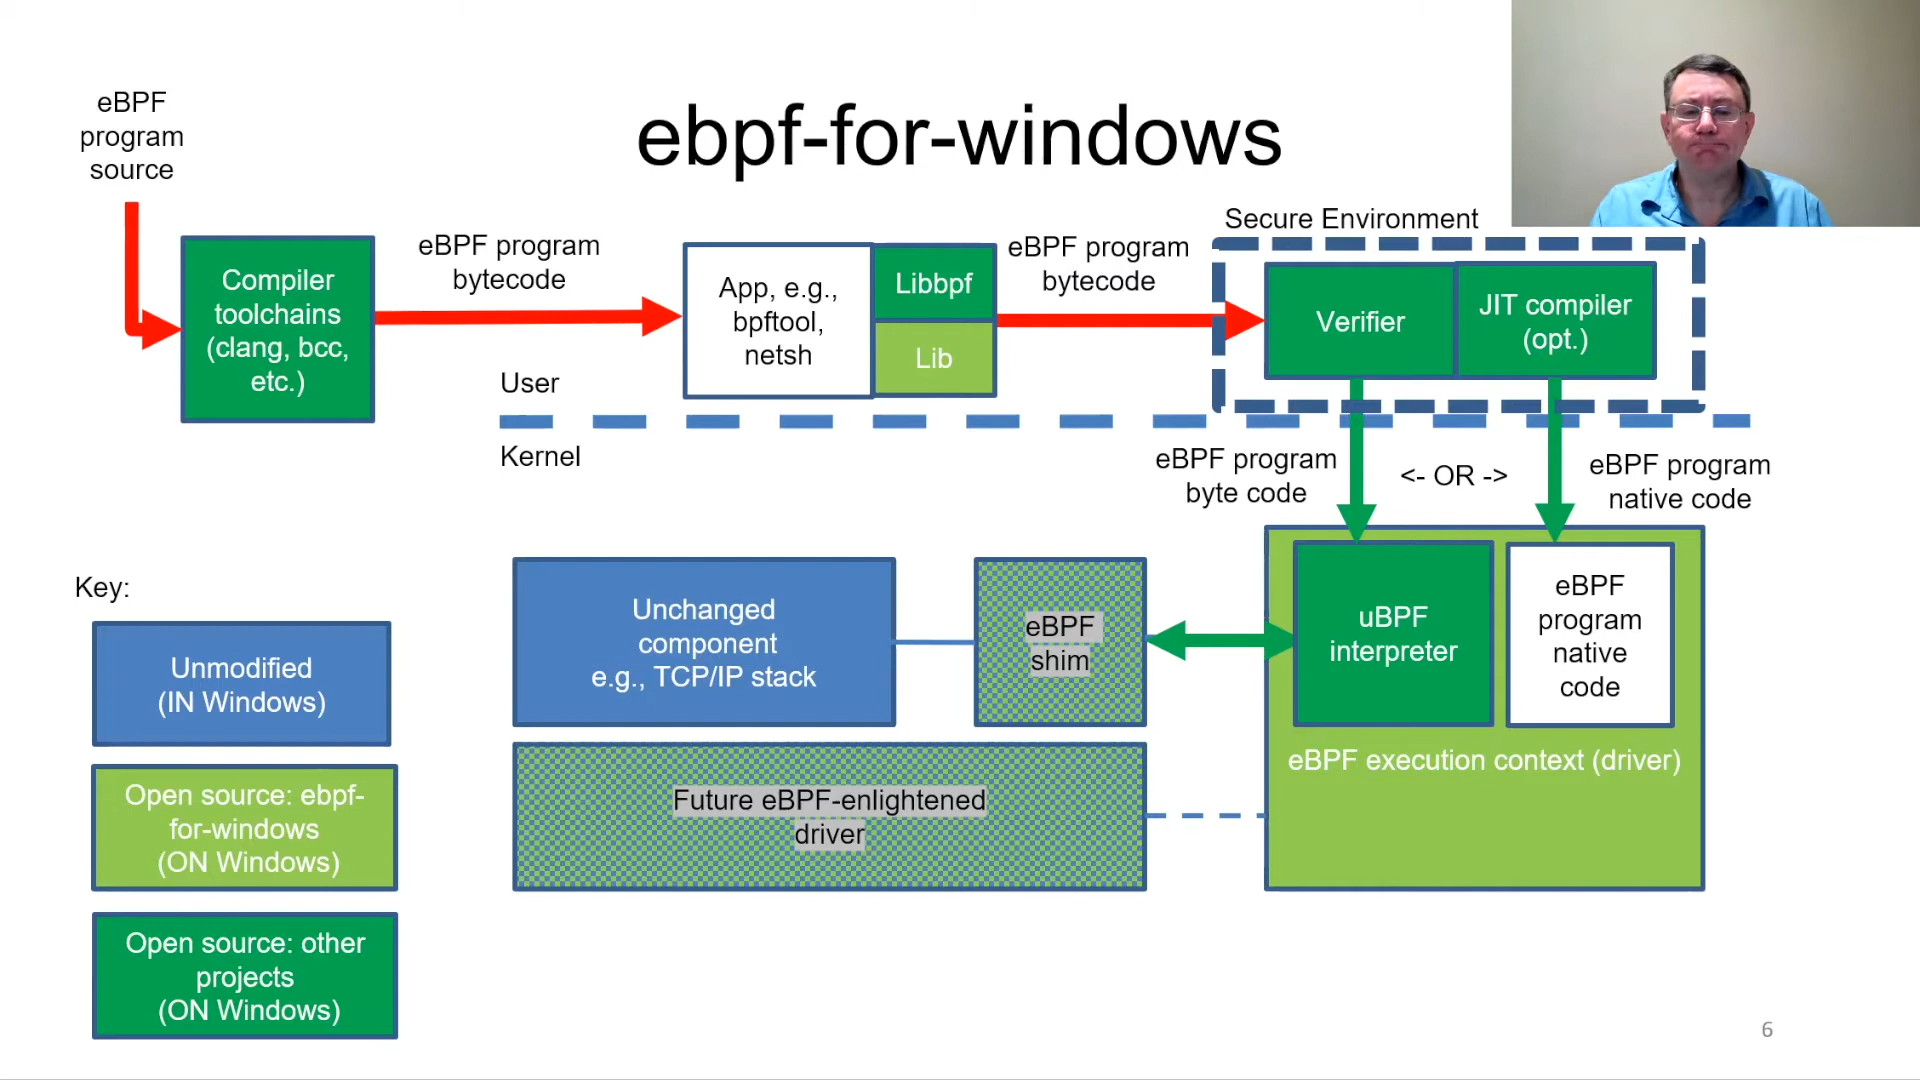 ebpf-for-windows
eBPF
program
source
Compiler
toolchains
(clang, bcc,
etc.)
eBPF program
bytecode
App, e.g.,
bpftool,
netsh
Libbpf
Lib
eBPF program
bytecode
Secure Environment
Verifier
JIT compiler
(opt.)
User
Kernel
eBPF program
byte code
<- OR ->
eBPF program
native code
Unchanged
component
e.g., TCP/IP stack
eBPF
shim
uBPF
interpreter
eBPF
program
native
code
eBPF execution context (driver)
Future eBPF-enlightened
driver
Key:
Unmodified
(IN Windows)
Open source: ebpf-
for-windows
(ON Windows)
Open source: other
projects
(ON Windows)
6